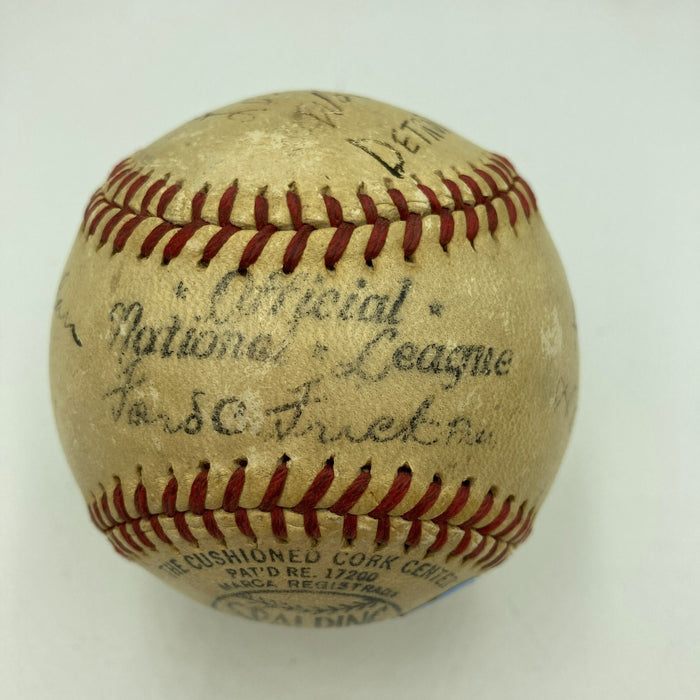 DETR
Official
National League
Ford C. Frick Pres.
THE CUSHIONED CORK CENTER
PAT'D RE. 17200
MARCA REGISTRADA
SPALDING